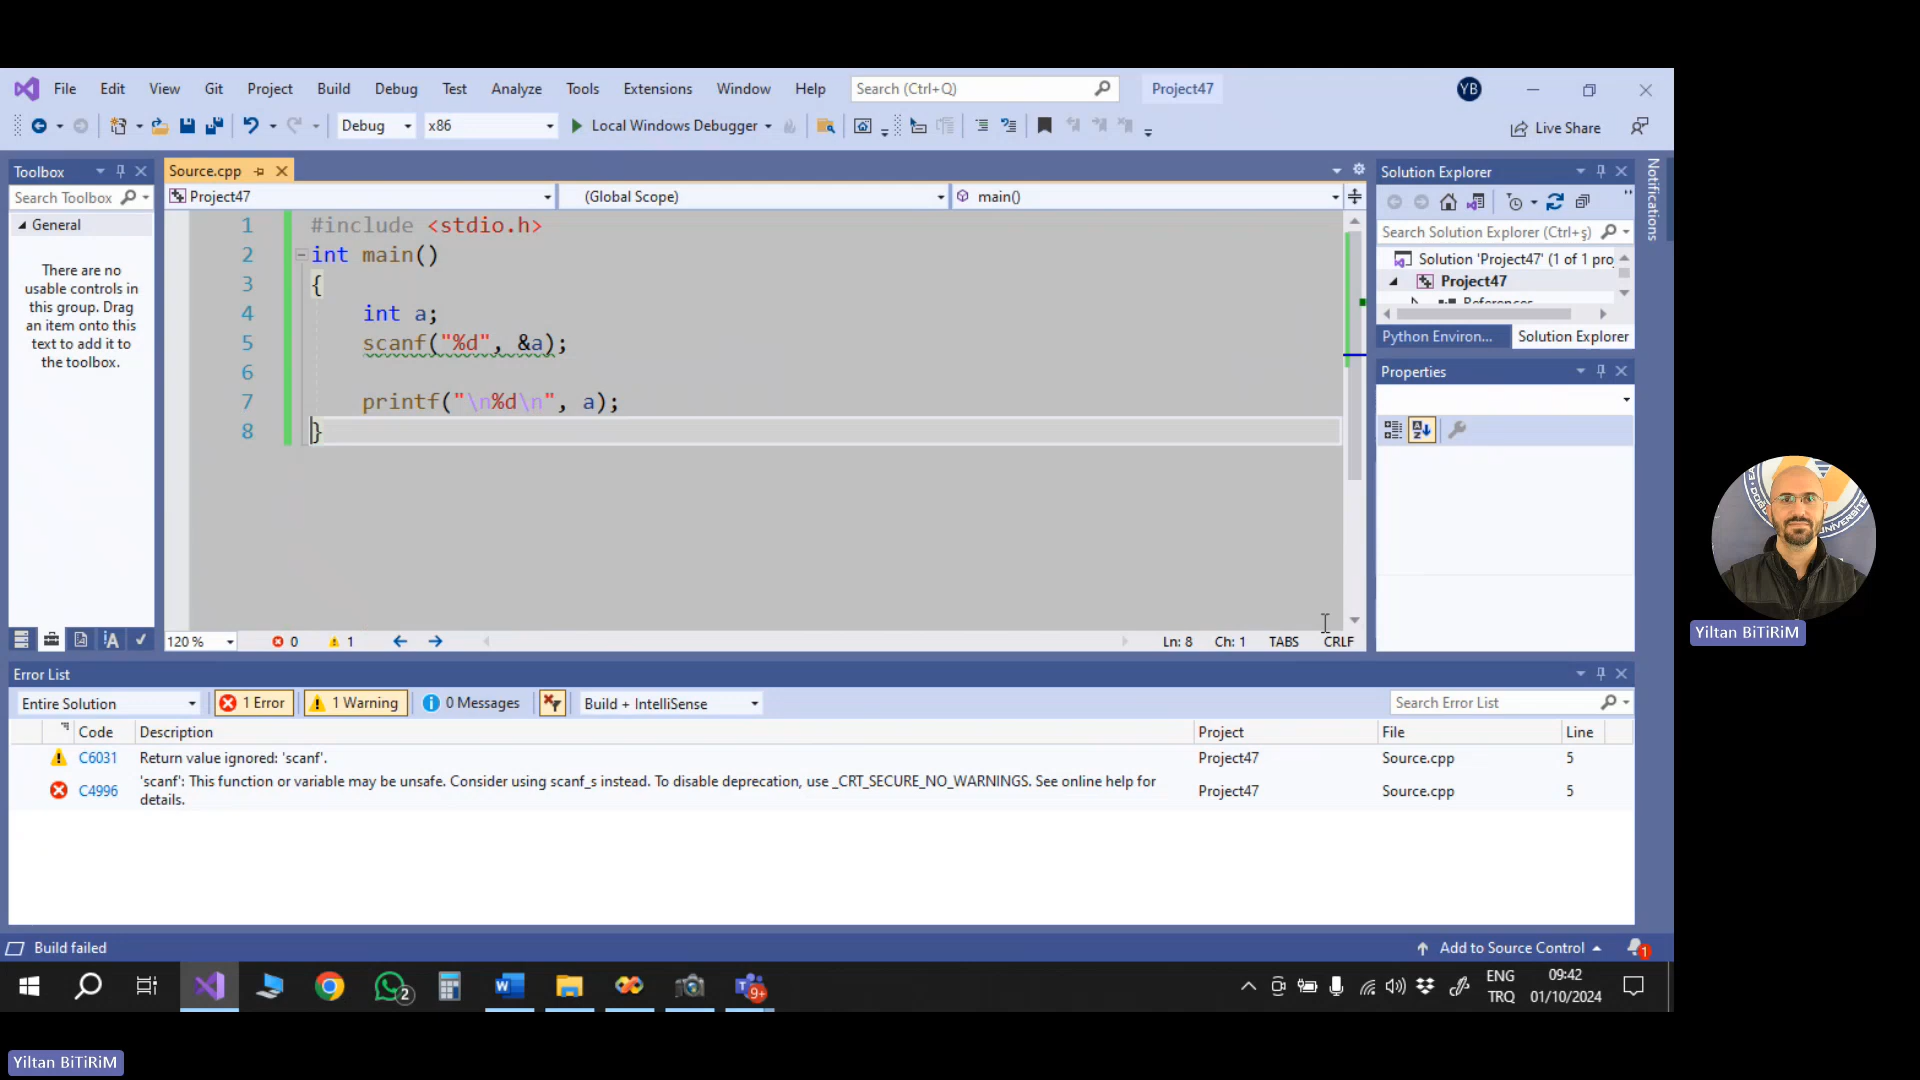 File Edit View Git Project Build Debug Test Analyze Tools Extensions Window Help Search (Ctrl+Q) Project47 YB
Debug x86 Local Windows Debugger Live Share
Toolbox
Search Toolbox
General
There are no
usable controls in
this group. Drag
an item onto this
text to add it to
the toolbox.
Source.cpp
Project47 (Global Scope) main()
1 #include <stdio.h>
2 int main()
3 {
4 int a;
5 scanf("%d", &a);
6
7 printf("\n%d\n", a);
8 }
120 % 0 1 Ln: 8 Ch: 1 TABS CRLF
Solution Explorer
Search Solution Explorer (Ctrl+ş)
Solution 'Project47' (1 of 1 pro
Project47
References
Python Environ... Solution Explorer
Properties
Notifications
Error List
Entire Solution 1 Error 1 Warning 0 Messages Build + IntelliSense Search Error List
Code Description Project File Line
C6031 Return value ignored: 'scanf'. Project47 Source.cpp 5
C4996 'scanf': This function or variable may be unsafe. Consider using scanf_s instead. To disable deprecation, use _CRT_SECURE_NO_WARNINGS. See online help for
details. Project47 Source.cpp 5
Build failed Add to Source Control 1
2 9+ ENG
TRQ
09:42
01/10/2024
Yiltan BiTiRiM
Yiltan BiTiRiM